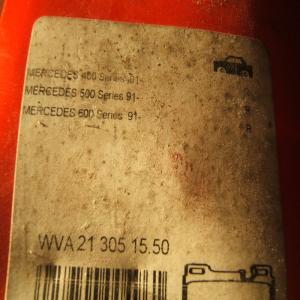 MERCEDES 400 Series 91-
MERCEDES 500 Series 91-
MERCEDES 600 Series 91-
R
WVA 21 305 15.50